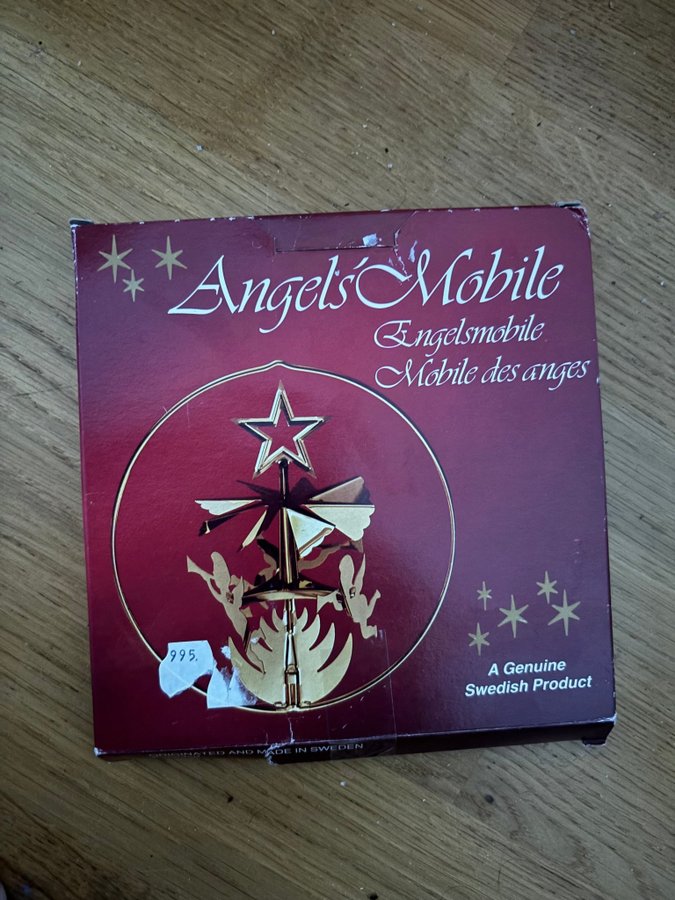 Angels' Mobile
Engelsmobile
Mobile des anges
995.
A Genuine
Swedish Product
ORIGINATED AND MADE IN SWEDEN